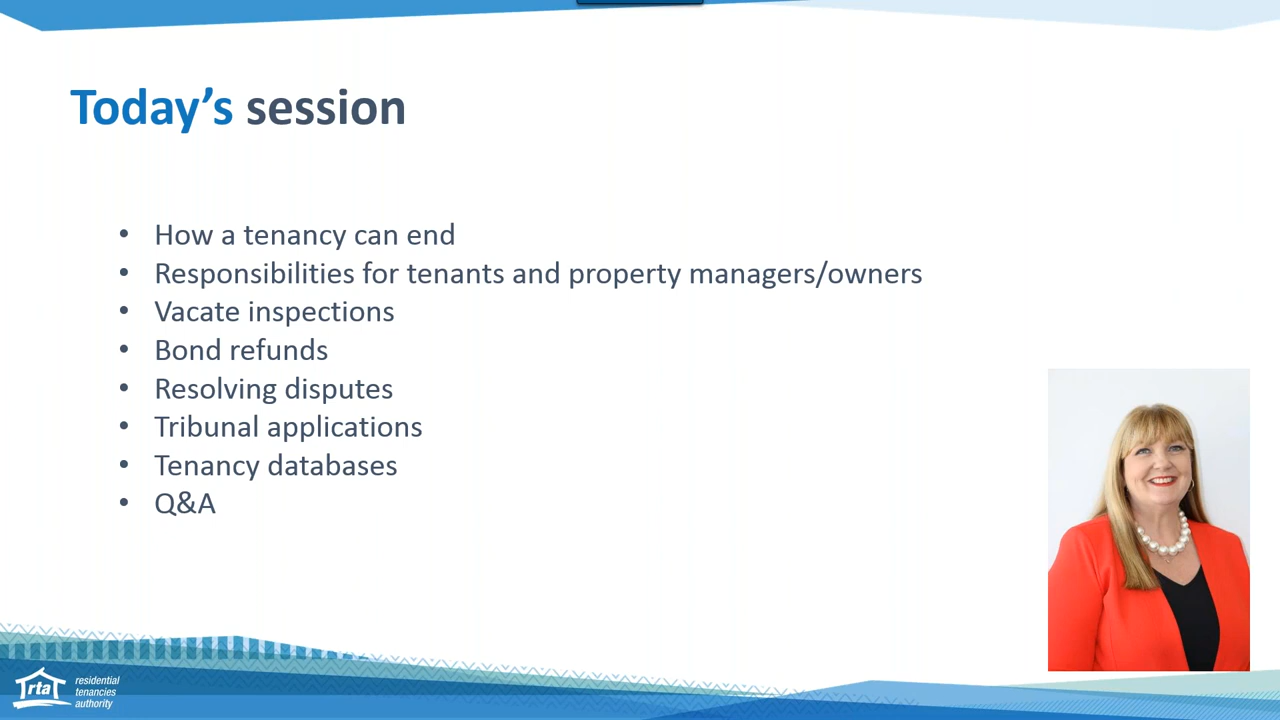 Today’s session
• How a tenancy can end
• Responsibilities for tenants and property managers/owners
• Vacate inspections
• Bond refunds
• Resolving disputes
• Tribunal applications
• Tenancy databases
• Q&A
rta
residential
tenancies
authority